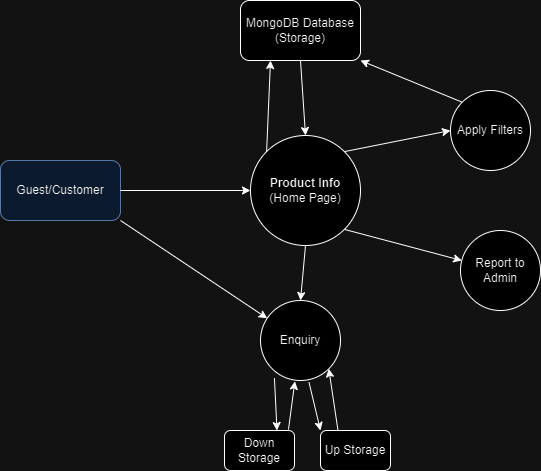 MongoDB Database
(Storage)
Apply Filters
Product Info
(Home Page)
Guest/Customer
Report to
Admin
Enquiry
Down
Storage
Up Storage